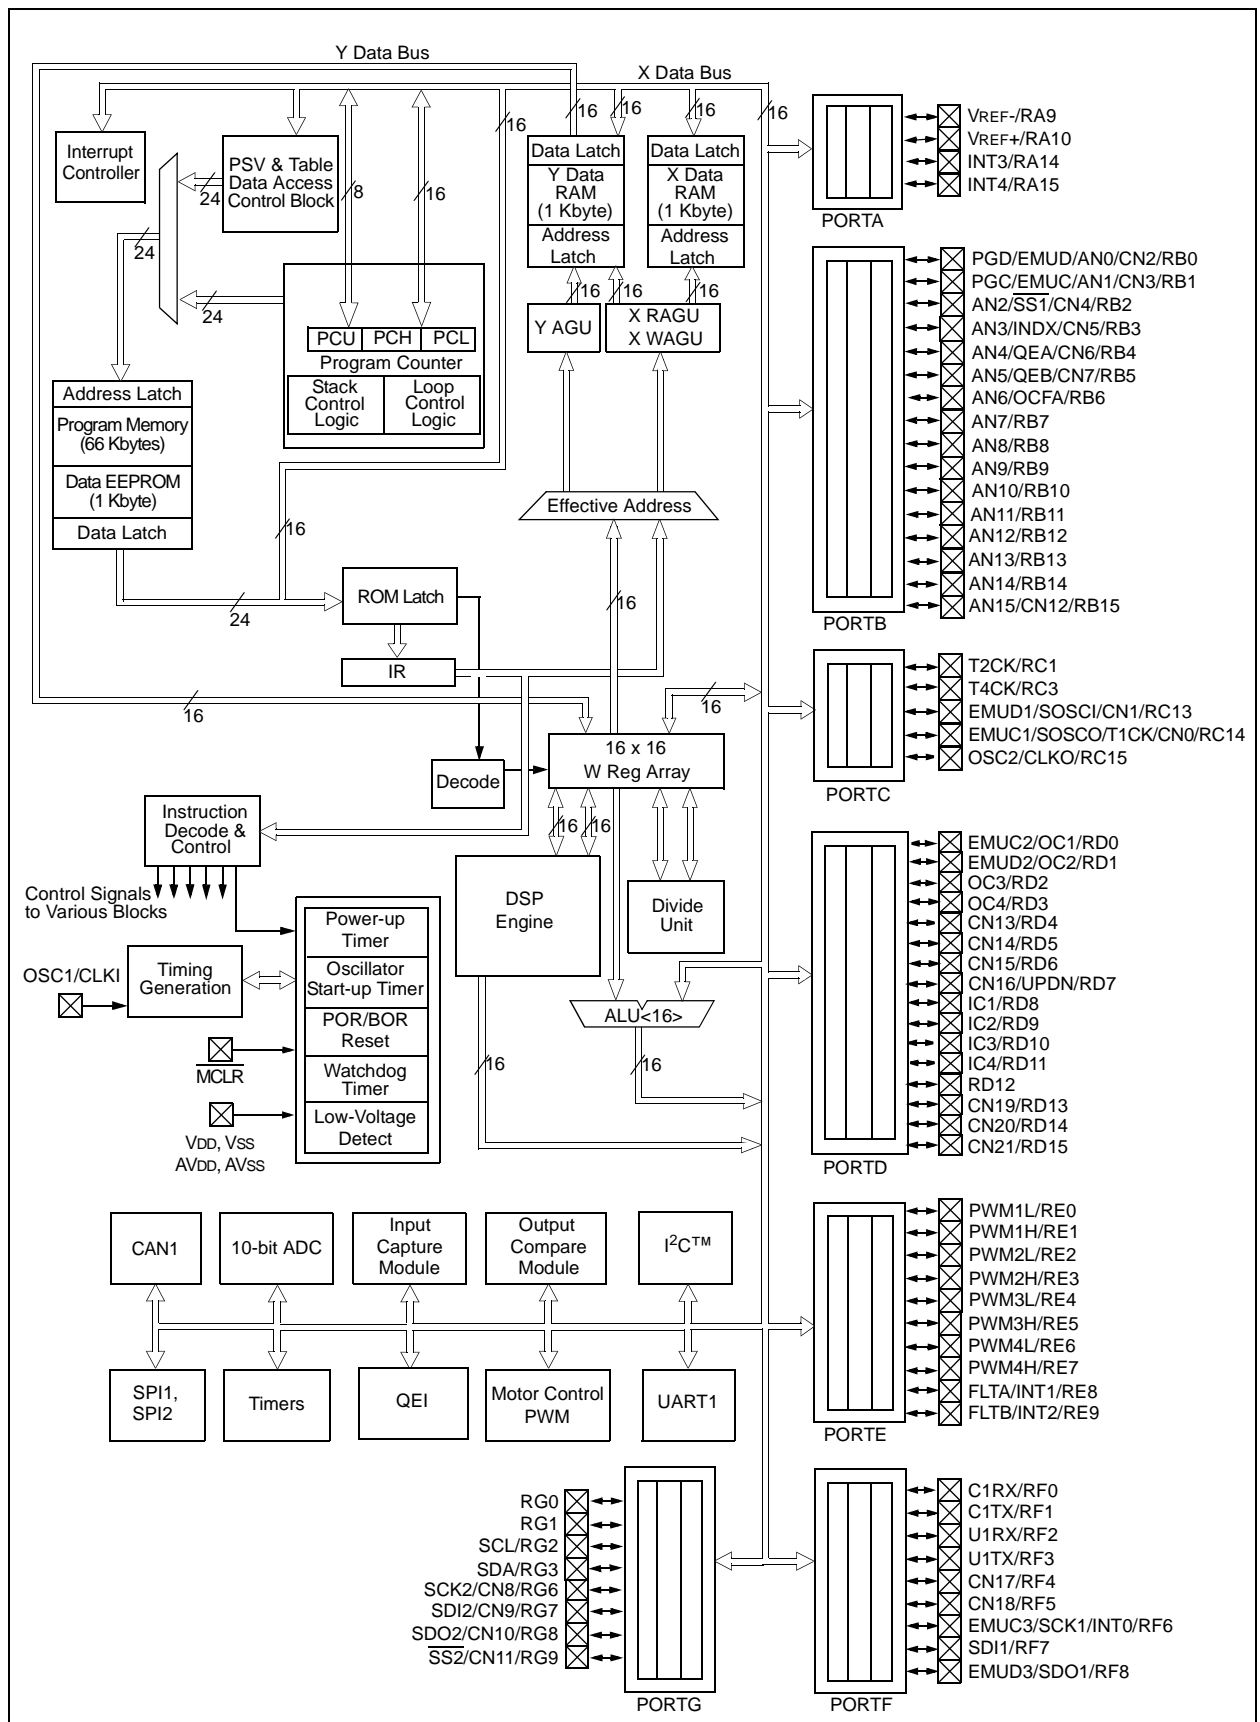 Y Data Bus
X Data Bus
Interrupt
Controller
PSV & Table
Data Access
Control Block
24
24
24
8
16
16
16
16
16
16
Data Latch
Y Data
RAM
(1 Kbyte)
Address
Latch
Data Latch
X Data
RAM
(1 Kbyte)
Address
Latch
16
16
16
Y AGU
X RAGU
X WAGU
PCU
PCH
PCL
Program Counter
Stack
Control
Logic
Loop
Control
Logic
Address Latch
Program Memory
(66 Kbytes)
Data EEPROM
(1 Kbyte)
Data Latch
Effective Address
16
24
ROM Latch
16
IR
16
16
16 x 16
W Reg Array
Decode
16
16
Instruction
Decode &
Control
Control Signals
to Various Blocks
DSP
Engine
Divide
Unit
Power-up
Timer
Oscillator
Start-up Timer
POR/BOR
Reset
Watchdog
Timer
Low-Voltage
Detect
OSC1/CLKI
Timing
Generation
MCLR
VDD, VSS
AVDD, AVSS
ALU<16>
16
16
CAN1
10-bit ADC
Input
Capture
Module
Output
Compare
Module
I²C™
SPI1,
SPI2
Timers
QEI
Motor Control
PWM
UART1
VREF-/RA9
VREF+/RA10
INT3/RA14
INT4/RA15
PORTA
PGD/EMUD/AN0/CN2/RB0
PGC/EMUC/AN1/CN3/RB1
AN2/SS1/CN4/RB2
AN3/INDX/CN5/RB3
AN4/QEA/CN6/RB4
AN5/QEB/CN7/RB5
AN6/OCFA/RB6
AN7/RB7
AN8/RB8
AN9/RB9
AN10/RB10
AN11/RB11
AN12/RB12
AN13/RB13
AN14/RB14
AN15/CN12/RB15
PORTB
T2CK/RC1
T4CK/RC3
EMUD1/SOSCI/CN1/RC13
EMUC1/SOSCO/T1CK/CN0/RC14
OSC2/CLKO/RC15
PORTC
EMUC2/OC1/RD0
EMUD2/OC2/RD1
OC3/RD2
OC4/RD3
CN13/RD4
CN14/RD5
CN15/RD6
CN16/UPDN/RD7
IC1/RD8
IC2/RD9
IC3/RD10
IC4/RD11
RD12
CN19/RD13
CN20/RD14
CN21/RD15
PORTD
PWM1L/RE0
PWM1H/RE1
PWM2L/RE2
PWM2H/RE3
PWM3L/RE4
PWM3H/RE5
PWM4L/RE6
PWM4H/RE7
FLTA/INT1/RE8
FLTB/INT2/RE9
PORTE
RG0
RG1
SCL/RG2
SDA/RG3
SCK2/CN8/RG6
SDI2/CN9/RG7
SDO2/CN10/RG8
SS2/CN11/RG9
PORTG
C1RX/RF0
C1TX/RF1
U1RX/RF2
U1TX/RF3
CN17/RF4
CN18/RF5
EMUC3/SCK1/INT0/RF6
SDI1/RF7
EMUD3/SDO1/RF8
PORTF